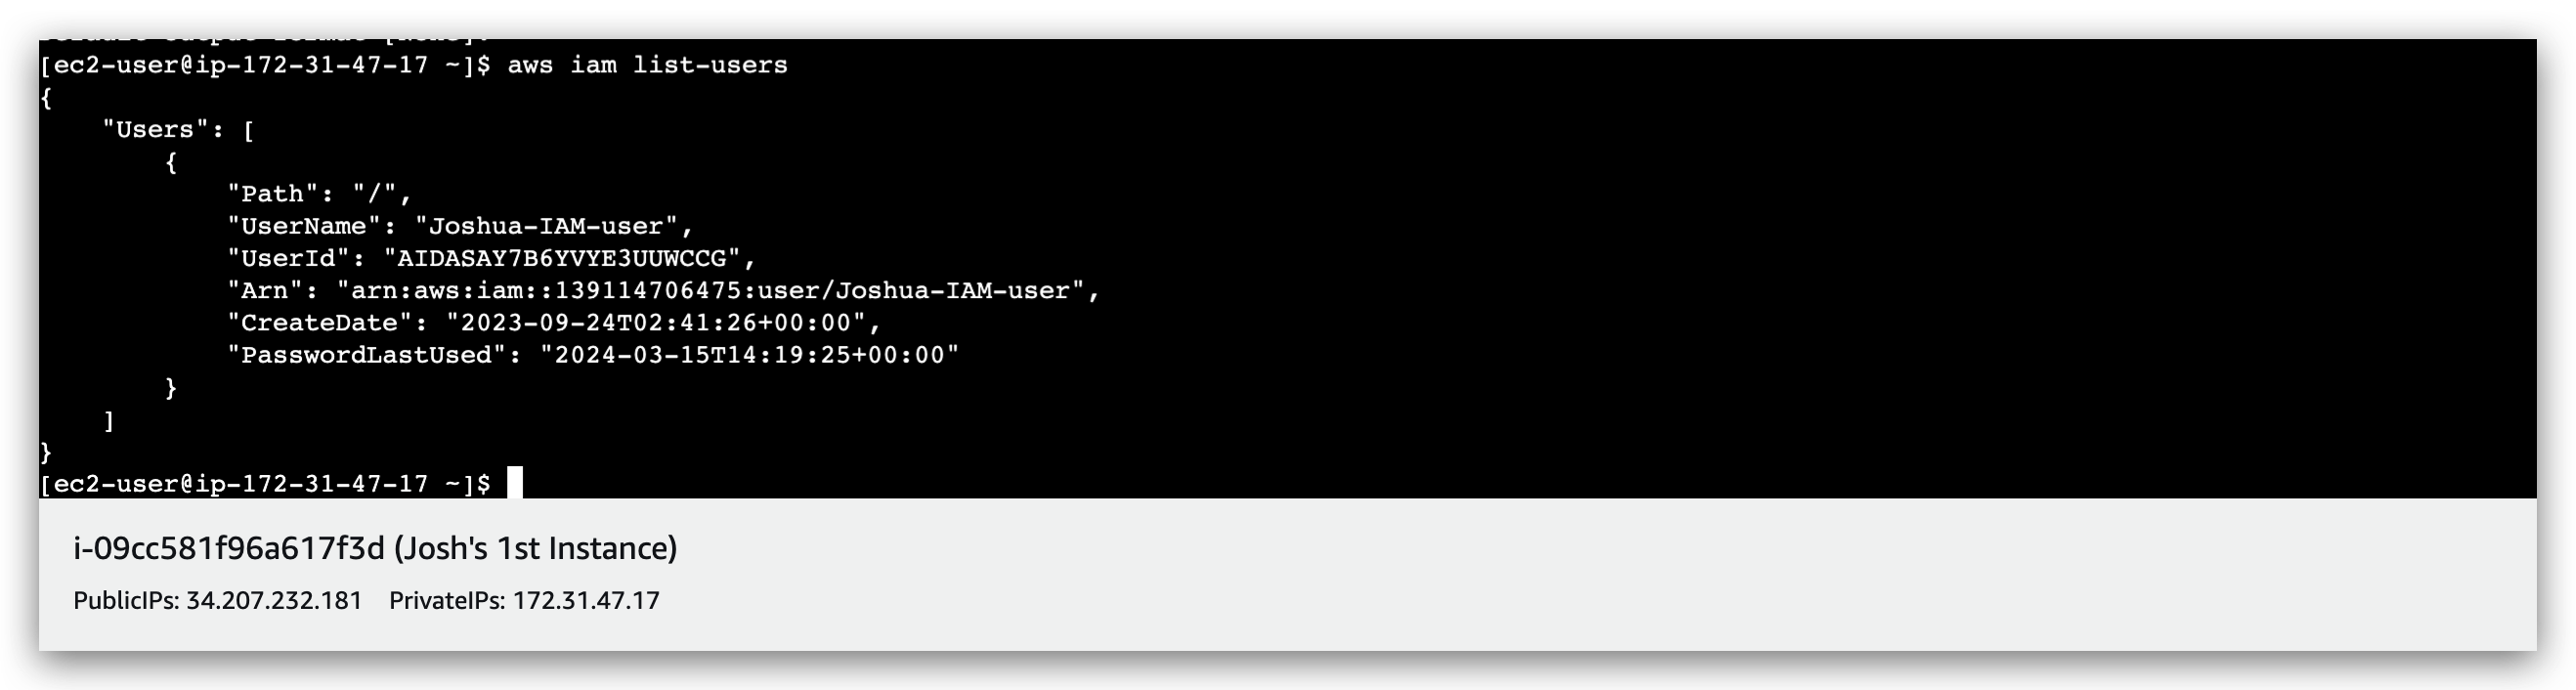 [ec2-user@ip-172-31-47-17 ~]$ aws iam list-users
{
    "Users": [
        {
            "Path": "/",
            "UserName": "Joshua-IAM-user",
            "UserId": "AIDASAY7B6YVYE3UUWCCG",
            "Arn": "arn:aws:iam::139114706475:user/Joshua-IAM-user",
            "CreateDate": "2023-09-24T02:41:26+00:00",
            "PasswordLastUsed": "2024-03-15T14:19:25+00:00"
        }
    ]
}
[ec2-user@ip-172-31-47-17 ~]$
i-09cc581f96a617f3d (Josh's 1st Instance)
PublicIPs: 34.207.232.181    PrivateIPs: 172.31.47.17